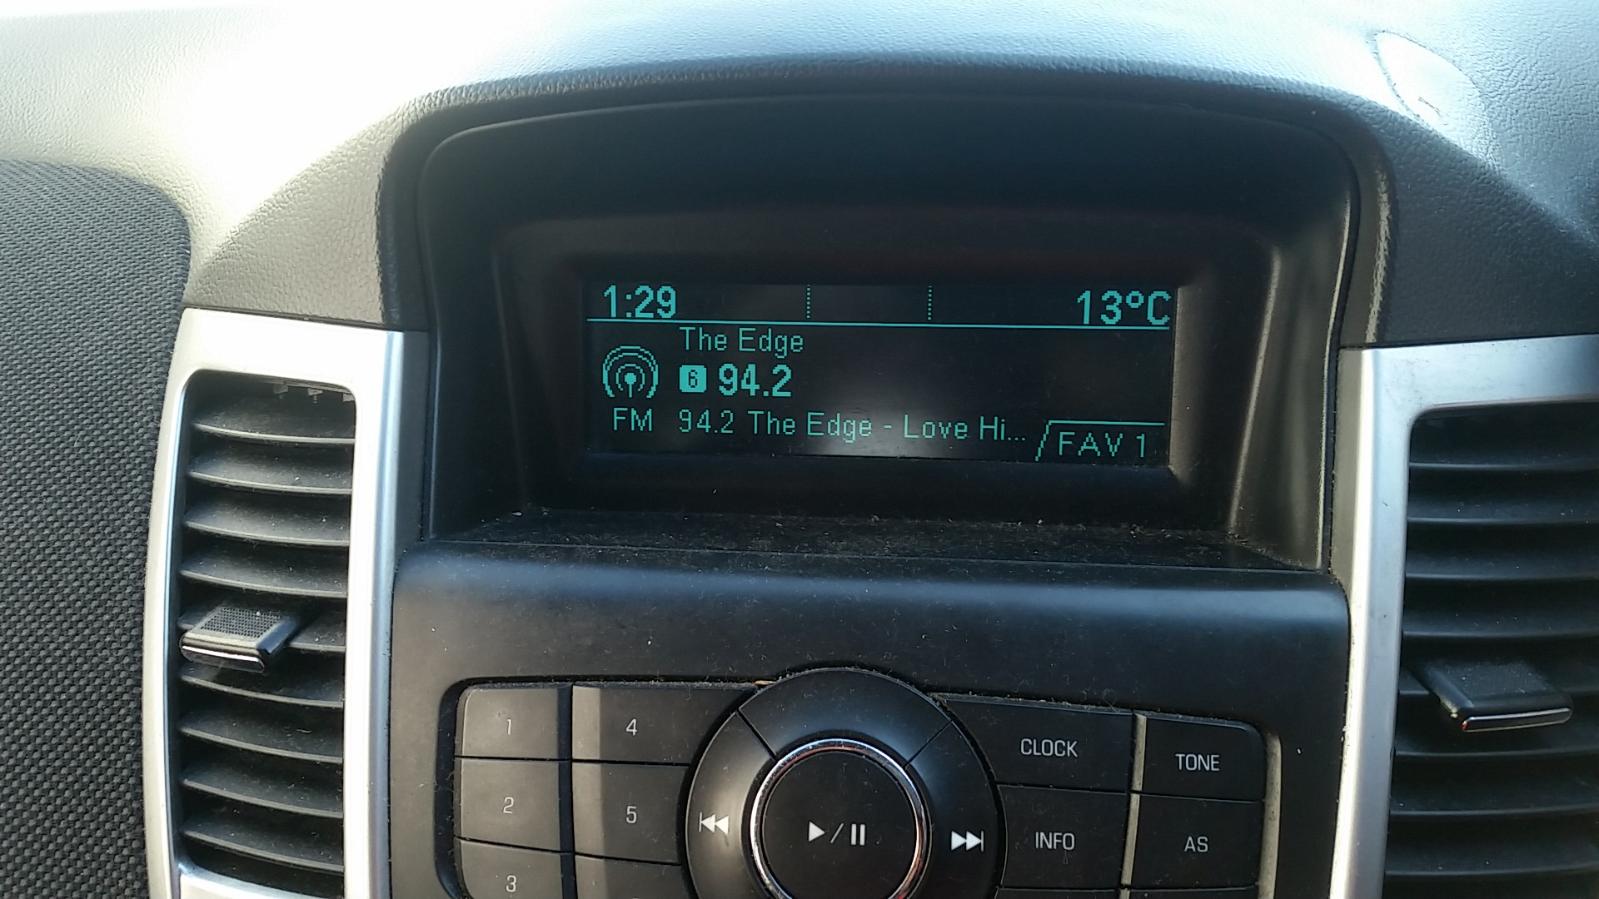 1:29 13°C
The Edge
6 94.2
FM 94.2 The Edge - Love Hi...
FAV 1
1 4 CLOCK TONE
2 5 INFO AS
3